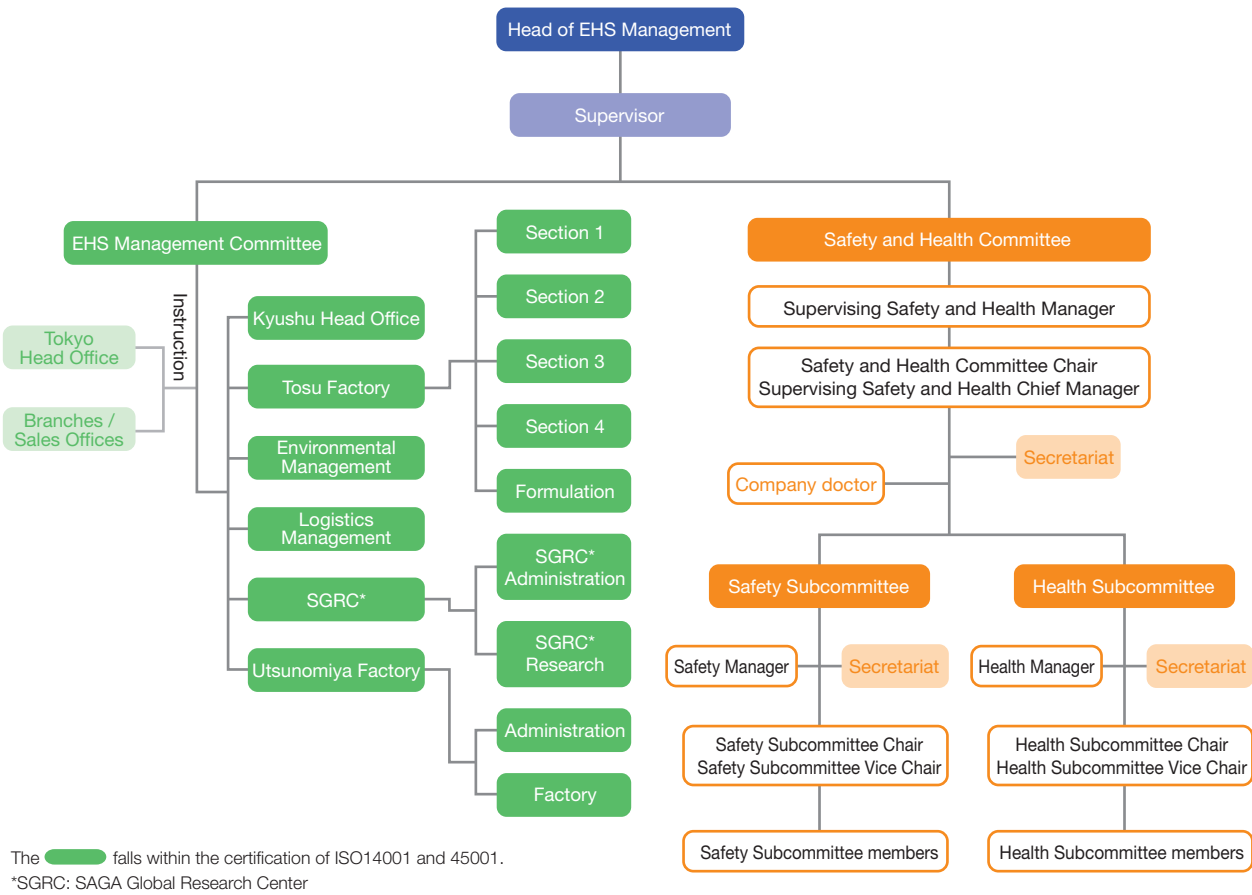 Head of EHS Management
Supervisor
EHS Management Committee
Instruction
Tokyo
Head Office
Branches /
Sales Offices
Kyushu Head Office
Tosu Factory
Environmental
Management
Logistics
Management
SGRC*
Utsunomiya Factory
Section 1
Section 2
Section 3
Section 4
Formulation
SGRC*
Administration
SGRC*
Research
Administration
Factory
Safety and Health Committee
Supervising Safety and Health Manager
Safety and Health Committee Chair
Supervising Safety and Health Chief Manager
Secretariat
Company doctor
Safety Subcommittee
Safety Manager
Secretariat
Safety Subcommittee Chair
Safety Subcommittee Vice Chair
Safety Subcommittee members
Health Subcommittee
Health Manager
Secretariat
Health Subcommittee Chair
Health Subcommittee Vice Chair
Health Subcommittee members
The falls within the certification of ISO14001 and 45001.
*SGRC: SAGA Global Research Center